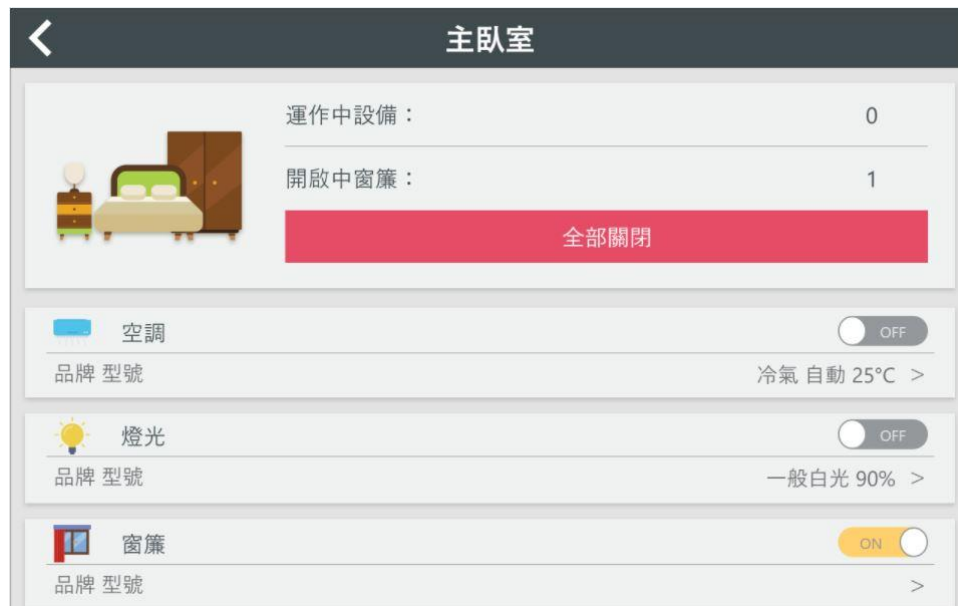 主臥室
運作中設備： 0
開啟中窗簾： 1
全部關閉
空調 OFF
品牌 型號 冷氣 自動 25°C >
燈光 OFF
品牌 型號 一般白光 90% >
窗簾 ON
品牌 型號 >